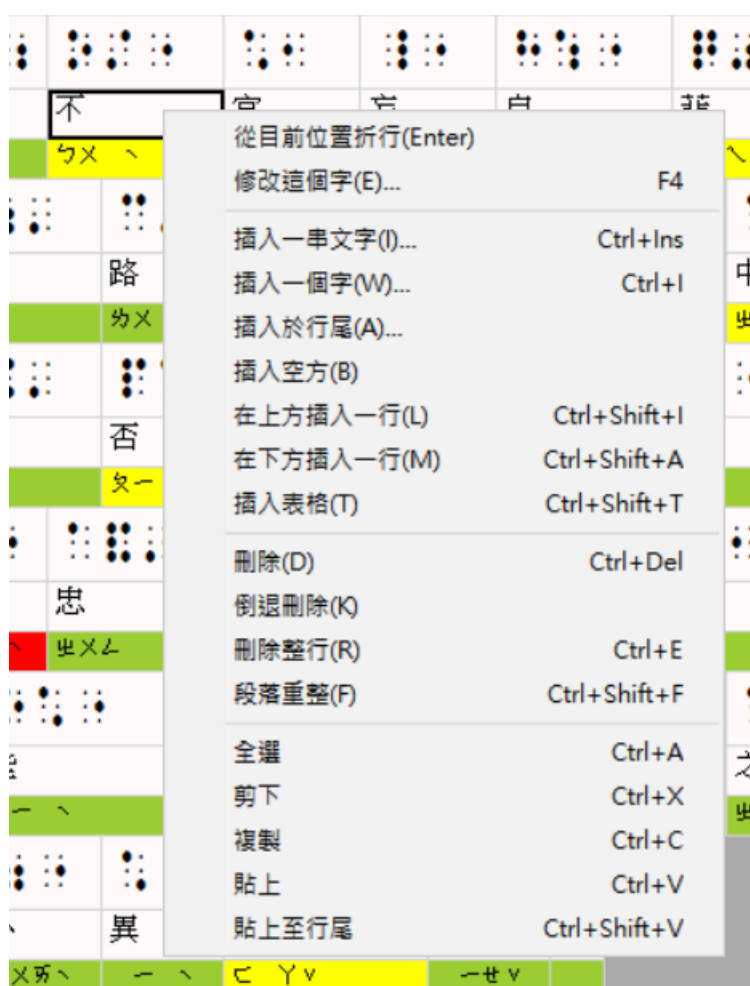 不 宮 忘 自 菲
ㄅㄨ ˋ
從目前位置折行(Enter)
修改這個字(E)... F4
插入一串文字(I)... Ctrl+Ins
路
插入一個字(W)... Ctrl+I
ㄌㄨ
插入於行尾(A)...
插入空方(B)
在上方插入一行(L) Ctrl+Shift+I
否
在下方插入一行(M) Ctrl+Shift+A
ㄆㄧ
插入表格(T) Ctrl+Shift+T
刪除(D) Ctrl+Del
忠
倒退刪除(K)
ㄓㄨㄥ
刪除整行(R) Ctrl+E
段落重整(F) Ctrl+Shift+F
全選 Ctrl+A
剪下 Ctrl+X
ㄧ ˋ
複製 Ctrl+C
貼上 Ctrl+V
異
貼上至行尾 Ctrl+Shift+V
ㄨㄞˋ ㄧ ˋ ㄈ ㄚˇ ㄧㄝˇ